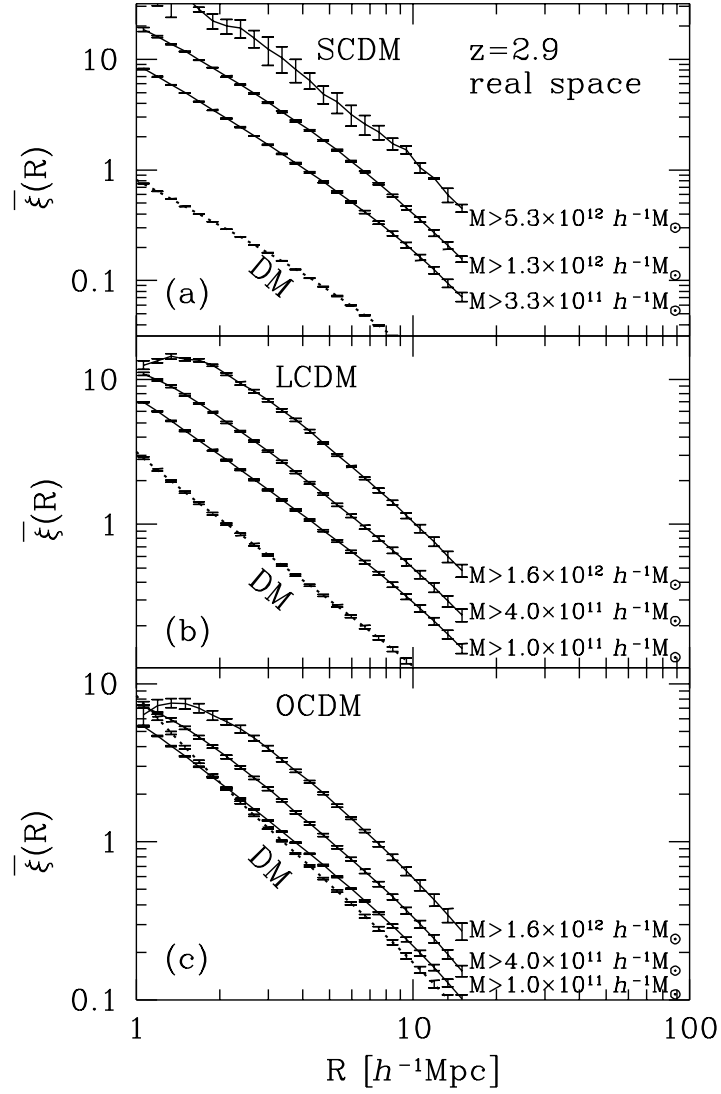 SCDM
z=2.9
real space
10
1
0.1
ξ̅(R)
M>5.3×10¹² h⁻¹M⊙
M>1.3×10¹² h⁻¹M⊙
M>3.3×10¹¹ h⁻¹M⊙
DM
(a)
LCDM
10
1
ξ̅(R)
M>1.6×10¹² h⁻¹M⊙
M>4.0×10¹¹ h⁻¹M⊙
M>1.0×10¹¹ h⁻¹M⊙
DM
(b)
OCDM
10
1
0.1
ξ̅(R)
DM
M>1.6×10¹² h⁻¹M⊙
M>4.0×10¹¹ h⁻¹M⊙
M>1.0×10¹¹ h⁻¹M⊙
(c)
1 10 100
R [h⁻¹Mpc]